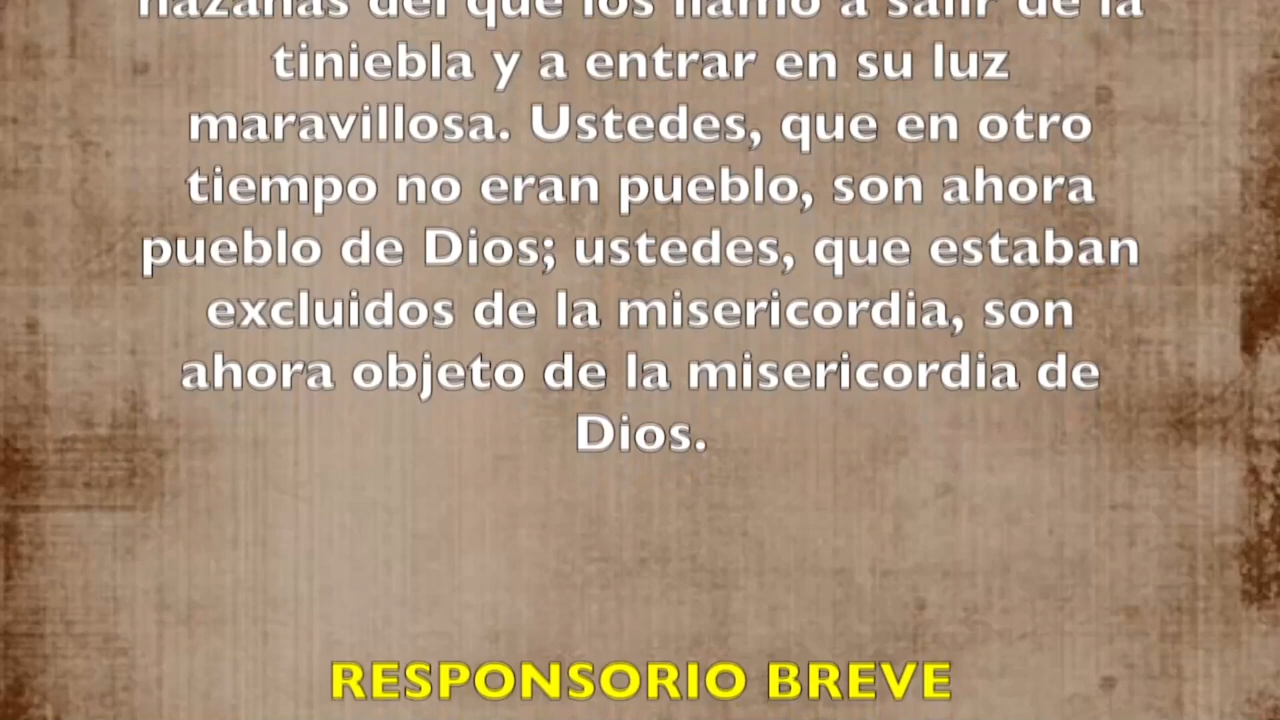 hazañas del que los llamó a salir de la
tiniebla y a entrar en su luz
maravillosa. Ustedes, que en otro
tiempo no eran pueblo, son ahora
pueblo de Dios; ustedes, que estaban
excluidos de la misericordia, son
ahora objeto de la misericordia de
Dios.
RESPONSORIO BREVE